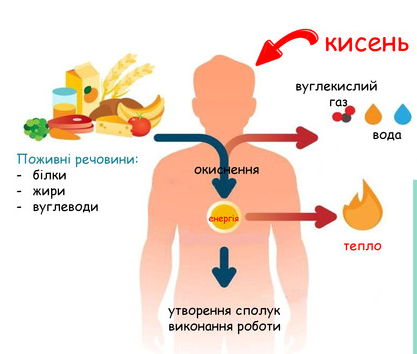 кисень
вуглекислий
газ
вода
Поживні речовини:
- білки
- жири
- вуглеводи
окиснення
енергія
тепло
утворення сполук
виконання роботи